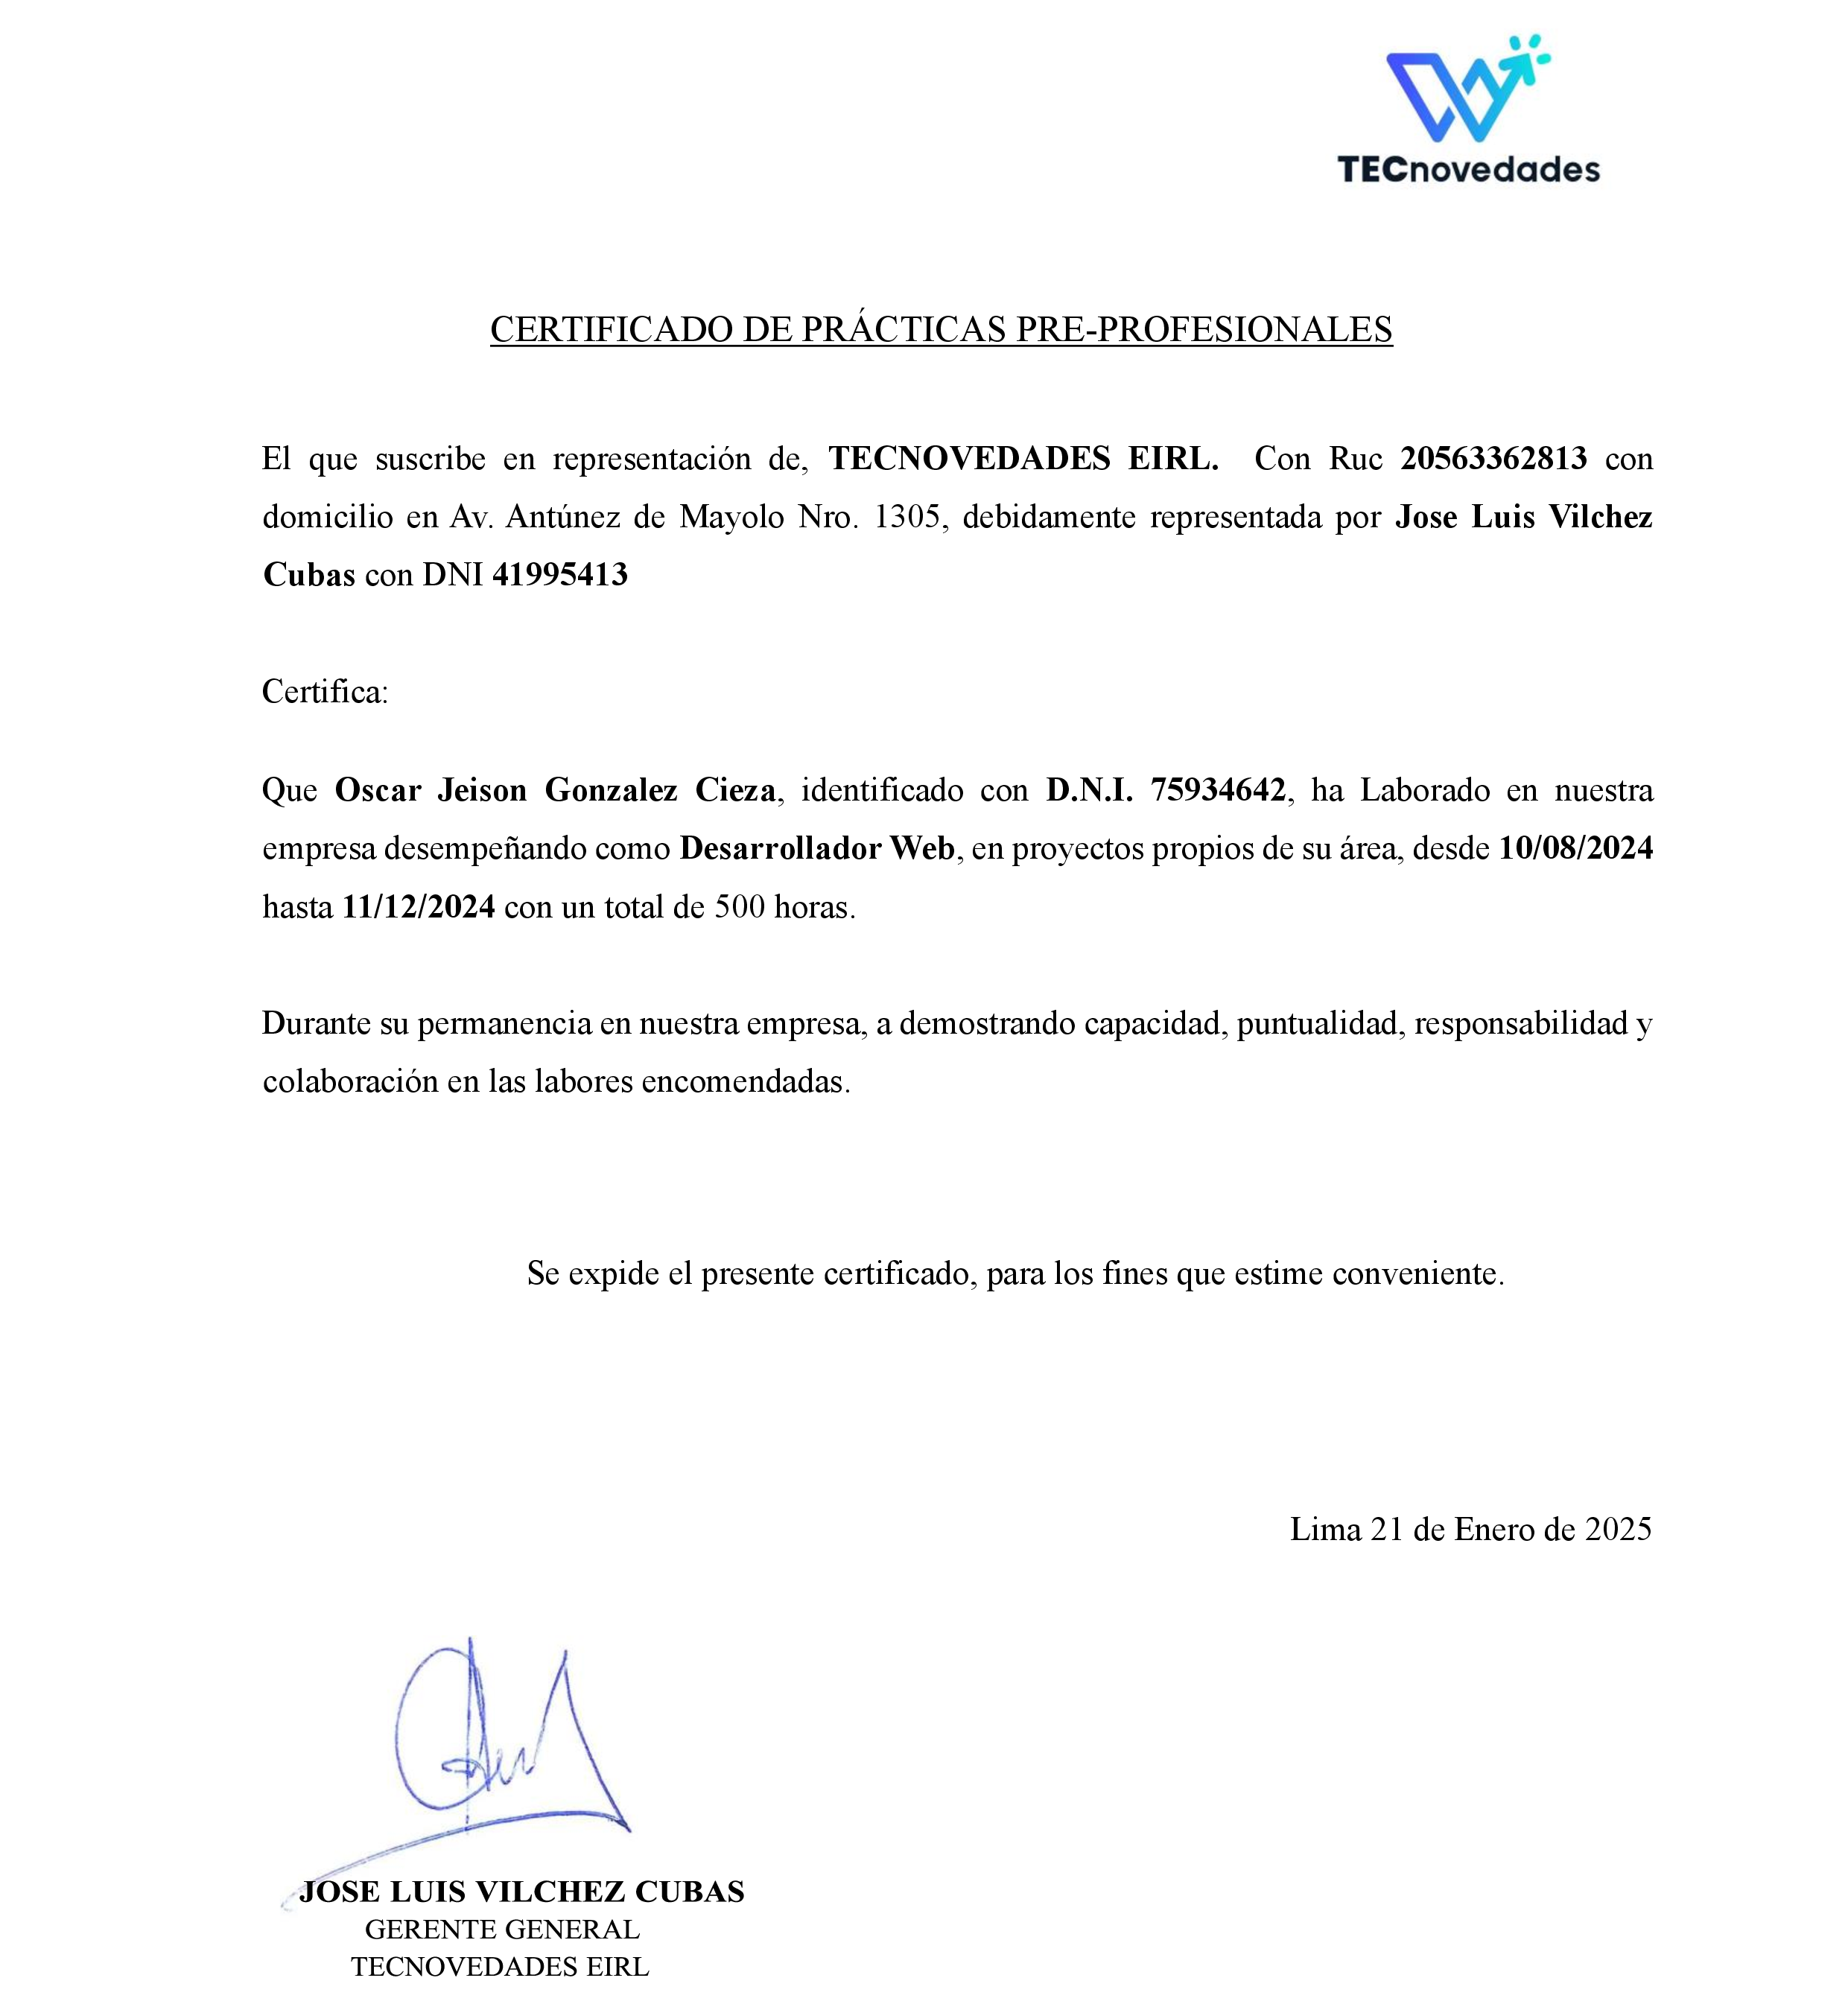 TECnovedades
CERTIFICADO DE PRÁCTICAS PRE-PROFESIONALES
El que suscribe en representación de, TECNOVEDADES EIRL. Con Ruc 20563362813 con
domicilio en Av. Antúnez de Mayolo Nro. 1305, debidamente representada por Jose Luis Vilchez
Cubas con DNI 41995413
Certifica:
Que Oscar Jeison Gonzalez Cieza, identificado con D.N.I. 75934642, ha Laborado en nuestra
empresa desempeñando como Desarrollador Web, en proyectos propios de su área, desde 10/08/2024
hasta 11/12/2024 con un total de 500 horas.
Durante su permanencia en nuestra empresa, a demostrando capacidad, puntualidad, responsabilidad y
colaboración en las labores encomendadas.
Se expide el presente certificado, para los fines que estime conveniente.
Lima 21 de Enero de 2025
JOSE LUIS VILCHEZ CUBAS
GERENTE GENERAL
TECNOVEDADES EIRL